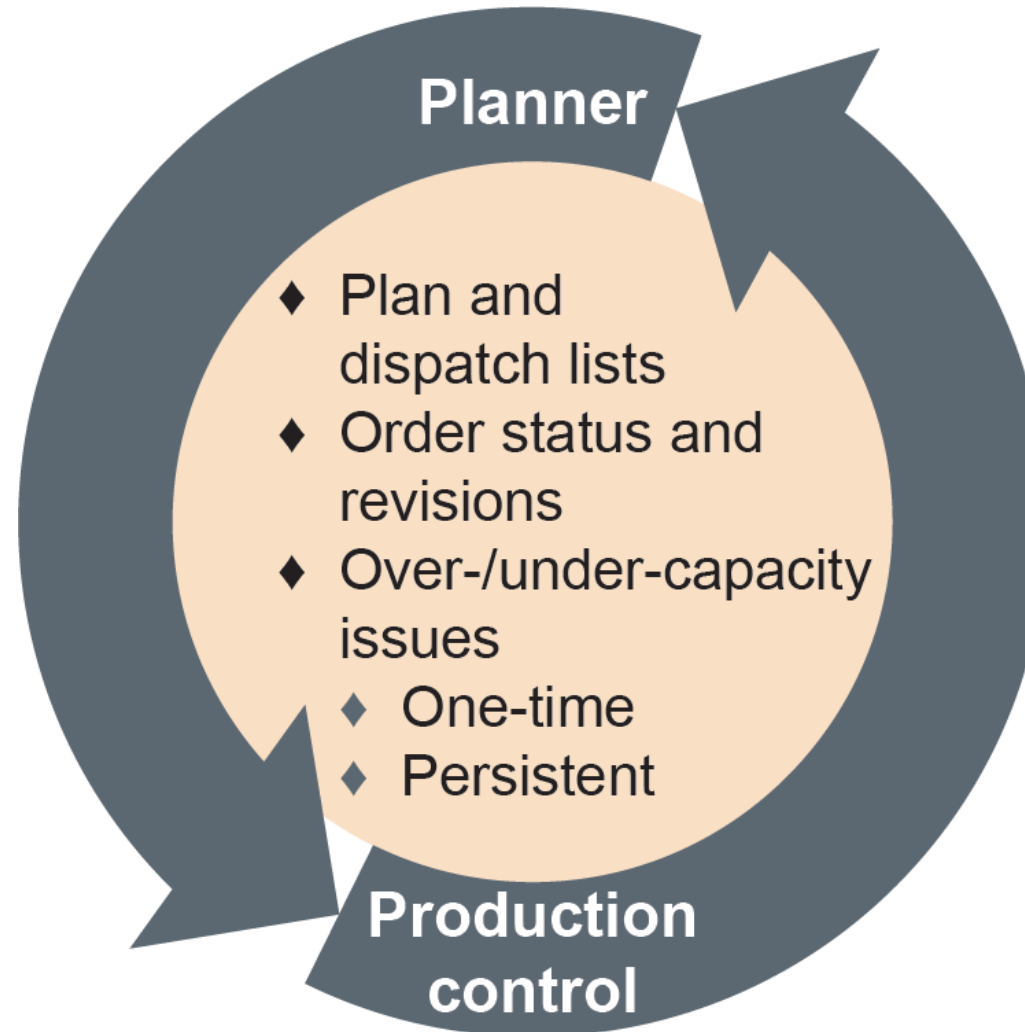 Planner
♦ Plan and
dispatch lists
♦ Order status and
revisions
♦ Over-/under-capacity
issues
♦ One-time
♦ Persistent
Production
control